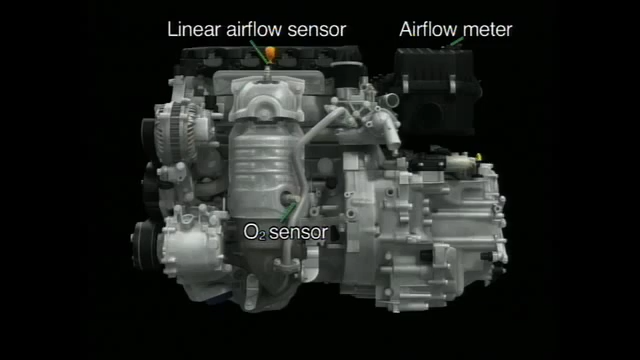 Linear airflow sensor
Airflow meter
O₂ sensor